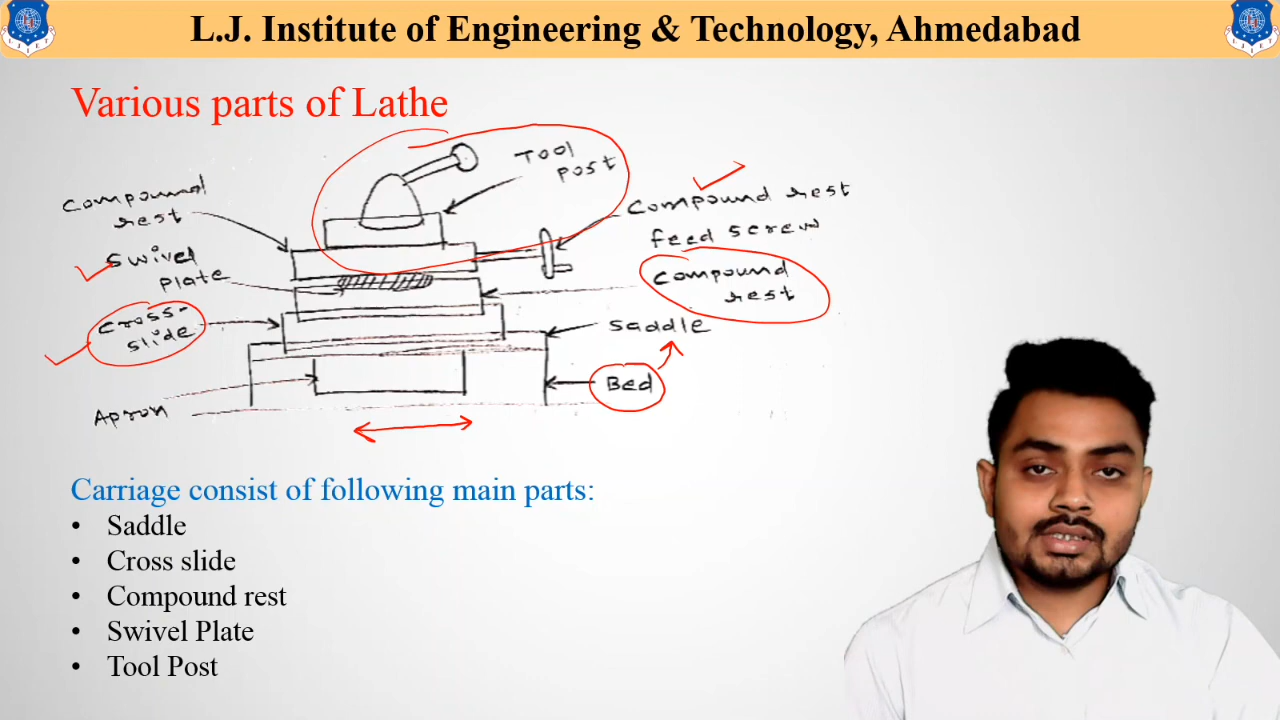 L.J. Institute of Engineering & Technology, Ahmedabad
Various parts of Lathe
Tool
post
Compound
rest
Compound rest
feed screw
Swivel
plate
Compound
rest
Cross-
slide
Saddle
Bed
Apron
Carriage consist of following main parts:
• Saddle
• Cross slide
• Compound rest
• Swivel Plate
• Tool Post